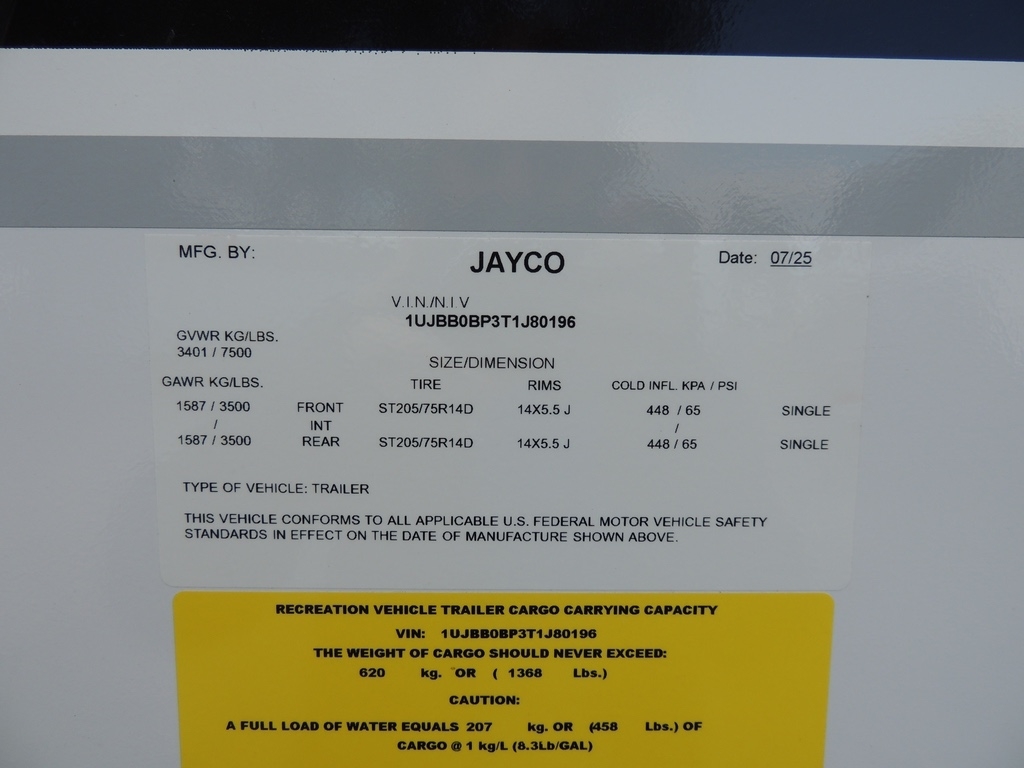 MFG. BY: JAYCO Date: 07/25
V.I.N./N.I V
1UJBB0BP3T1J80196
GVWR KG/LBS.
3401 / 7500
SIZE/DIMENSION
GAWR KG/LBS. TIRE RIMS COLD INFL. KPA / PSI
1587 / 3500 FRONT ST205/75R14D 14X5.5 J 448 / 65 SINGLE
/ INT /
1587 / 3500 REAR ST205/75R14D 14X5.5 J 448 / 65 SINGLE
TYPE OF VEHICLE: TRAILER
THIS VEHICLE CONFORMS TO ALL APPLICABLE U.S. FEDERAL MOTOR VEHICLE SAFETY
STANDARDS IN EFFECT ON THE DATE OF MANUFACTURE SHOWN ABOVE.
RECREATION VEHICLE TRAILER CARGO CARRYING CAPACITY
VIN: 1UJBB0BP3T1J80196
THE WEIGHT OF CARGO SHOULD NEVER EXCEED:
620 kg. OR ( 1368 Lbs.)
CAUTION:
A FULL LOAD OF WATER EQUALS 207 kg. OR (458 Lbs.) OF
CARGO @ 1 kg/L (8.3Lb/GAL)